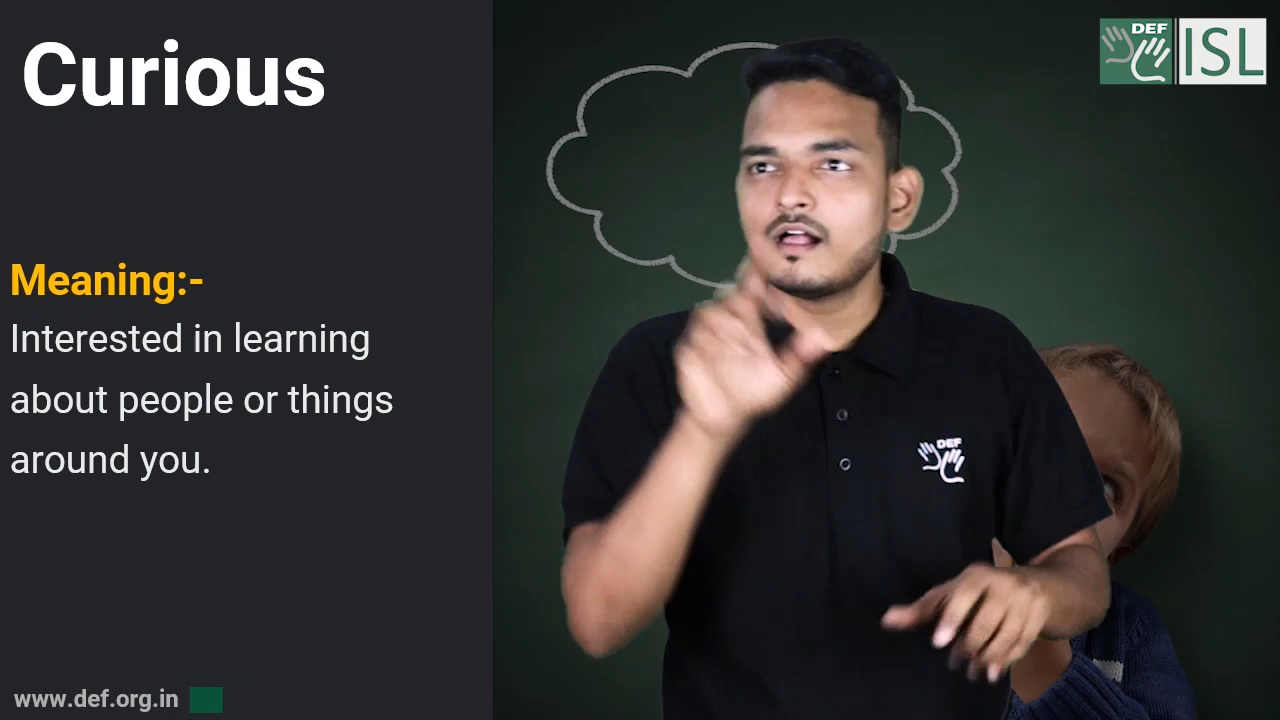 Curious
DEF
ISL
Meaning:-
Interested in learning
about people or things
around you.
DEF
www.def.org.in